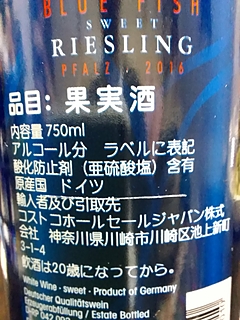 BLUE FISH
SWEET
RIESLING
PFALZ . 2016
品目: 果実酒
内容量 750ml
アルコール分 ラベルに表記
酸化防止剤 (亜硫酸塩) 含有
原産国 ドイツ
輸入者及び引取先
コストコホールセールジャパン株式
会社 神奈川県川崎市川崎区池上新町
3-1-4
飲酒は20歳になってから。
White Wine · sweet · Product of Germany
Deutscher Qualitätswein
Erzeugerabfüllung / Estate Bottled